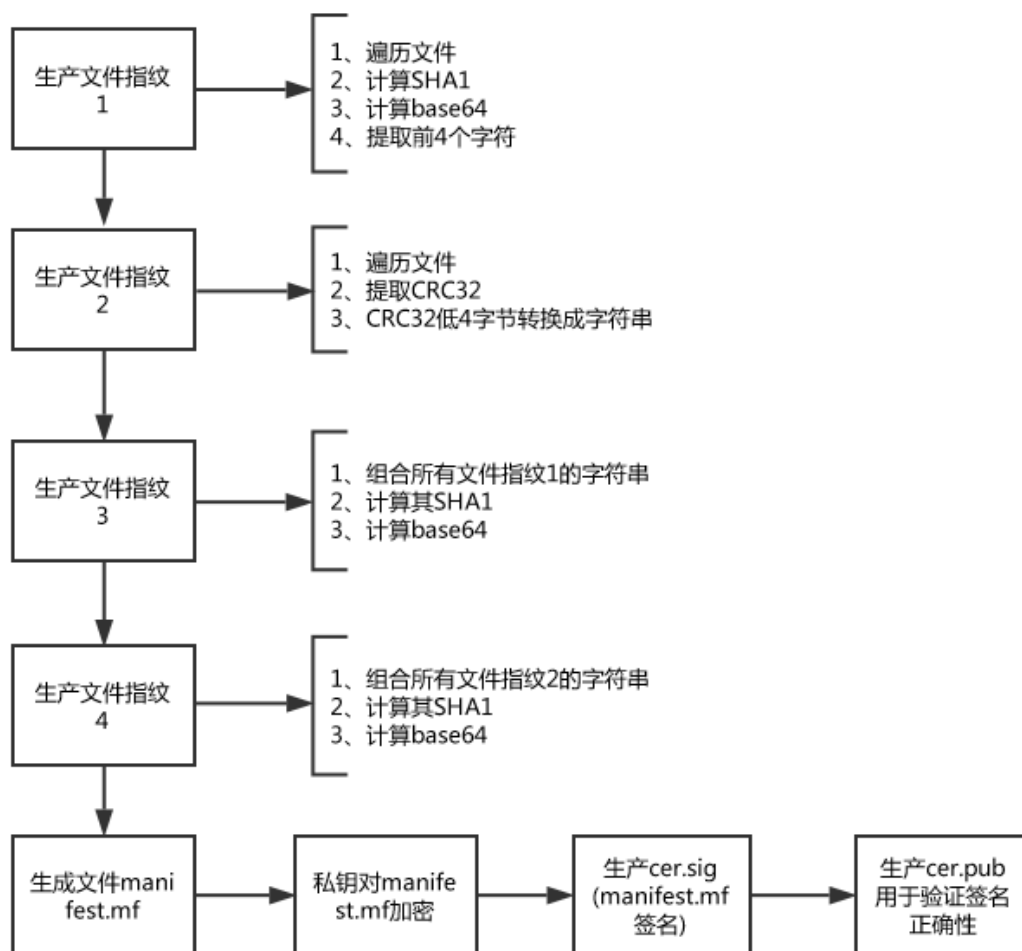 生产文件指纹
1
1、遍历文件
2、计算SHA1
3、计算base64
4、提取前4个字符
生产文件指纹
2
1、遍历文件
2、提取CRC32
3、CRC32低4字节转换成字符串
生产文件指纹
3
1、组合所有文件指纹1的字符串
2、计算其SHA1
3、计算base64
生产文件指纹
4
1、组合所有文件指纹2的字符串
2、计算其SHA1
3、计算base64
生成文件mani
fest.mf
私钥对manife
st.mf加密
生产cer.sig
(manifest.mf
签名)
生产cer.pub
用于验证签名
正确性